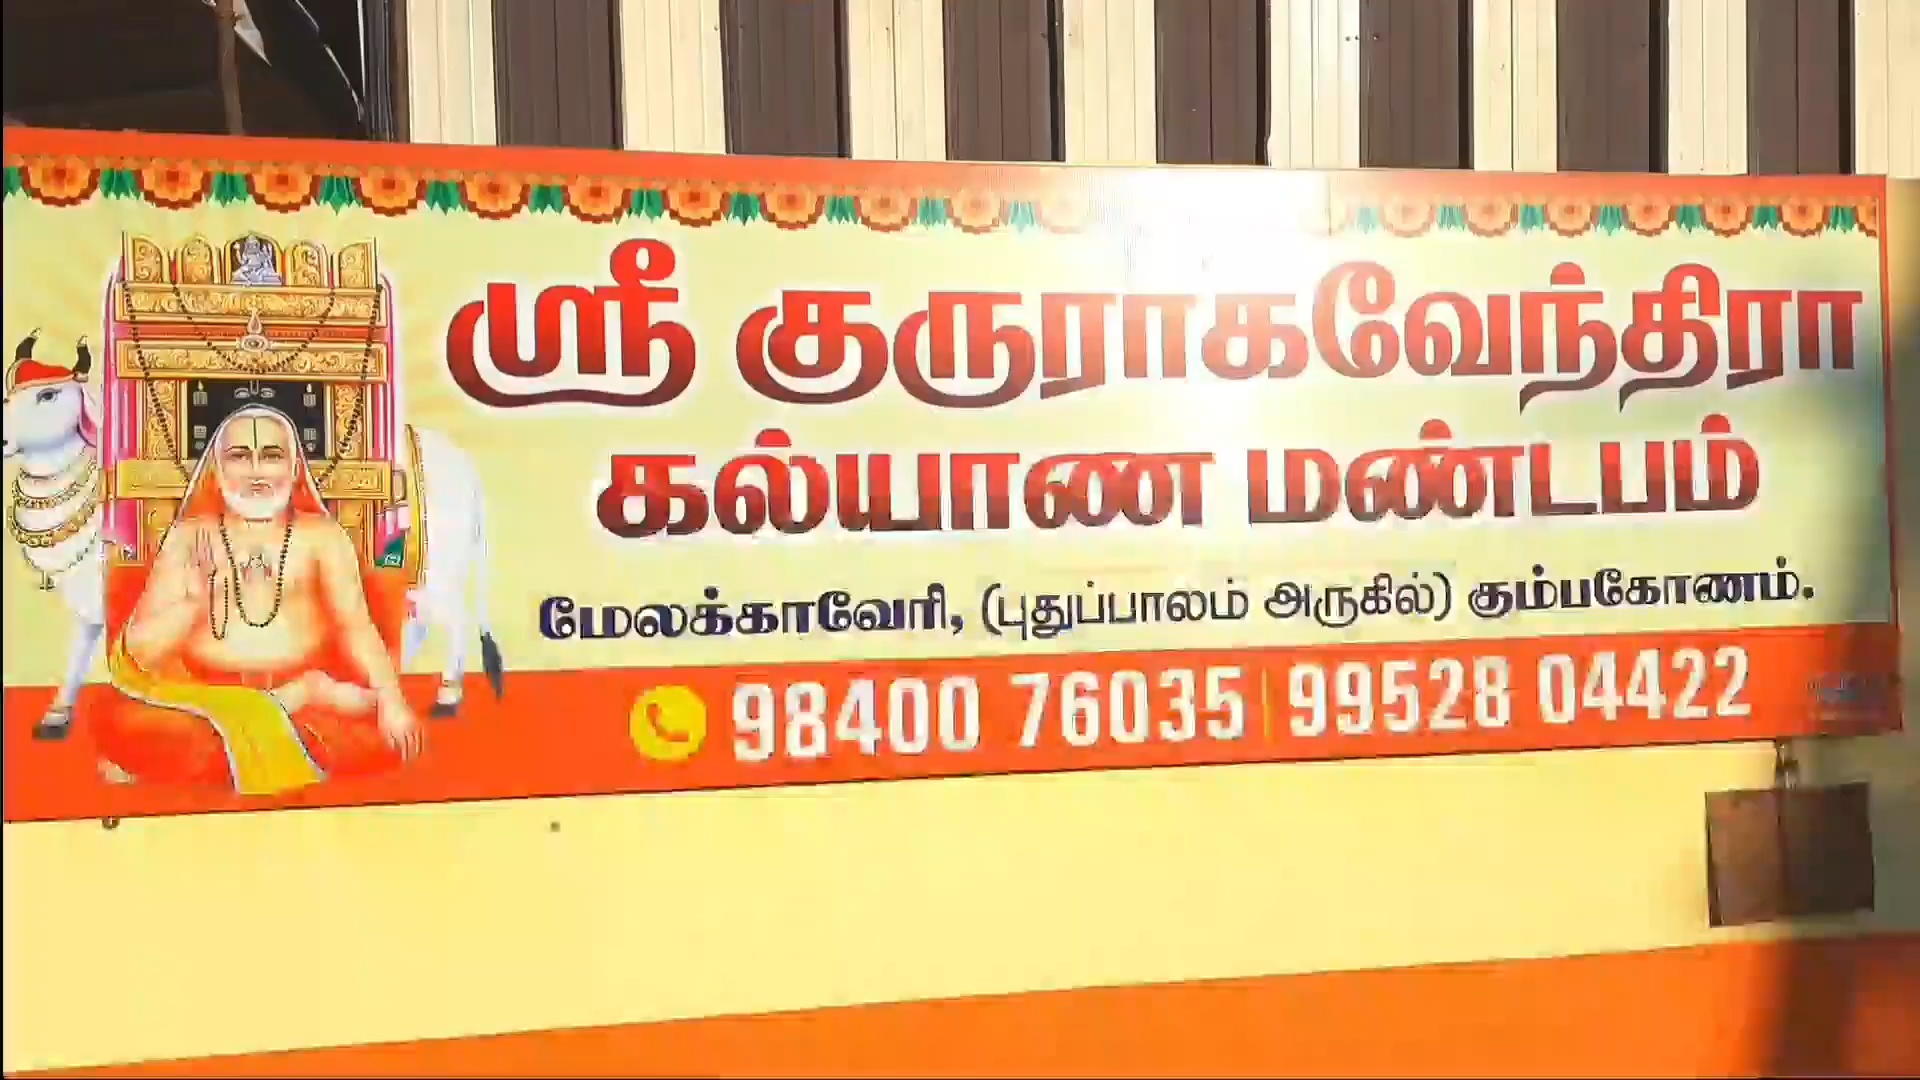 ஸ்ரீ குருராகவேந்திரா
கல்யாண மண்டபம்
மேலக்காவேரி, (புதுப்பாலம் அருகில்) கும்பகோணம்.
98400 76035 | 99528 04422